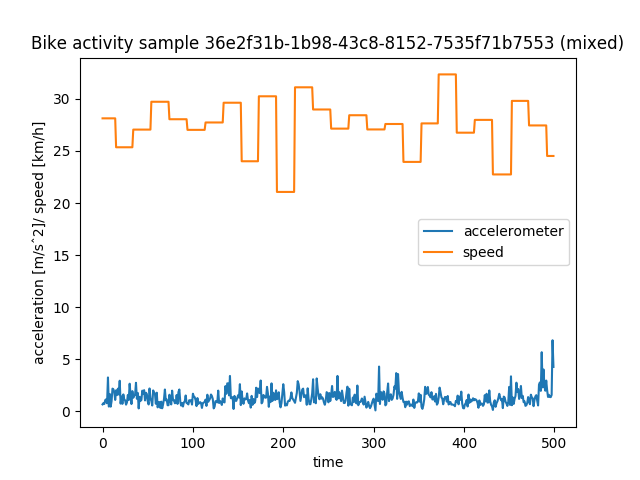 Bike activity sample 36e2f31b-1b98-43c8-8152-7535f71b7553 (mixed)
acceleration [m/s^2]/ speed [km/h]
30
25
20
15
10
5
0
accelerometer
speed
0 100 200 300 400 500
time